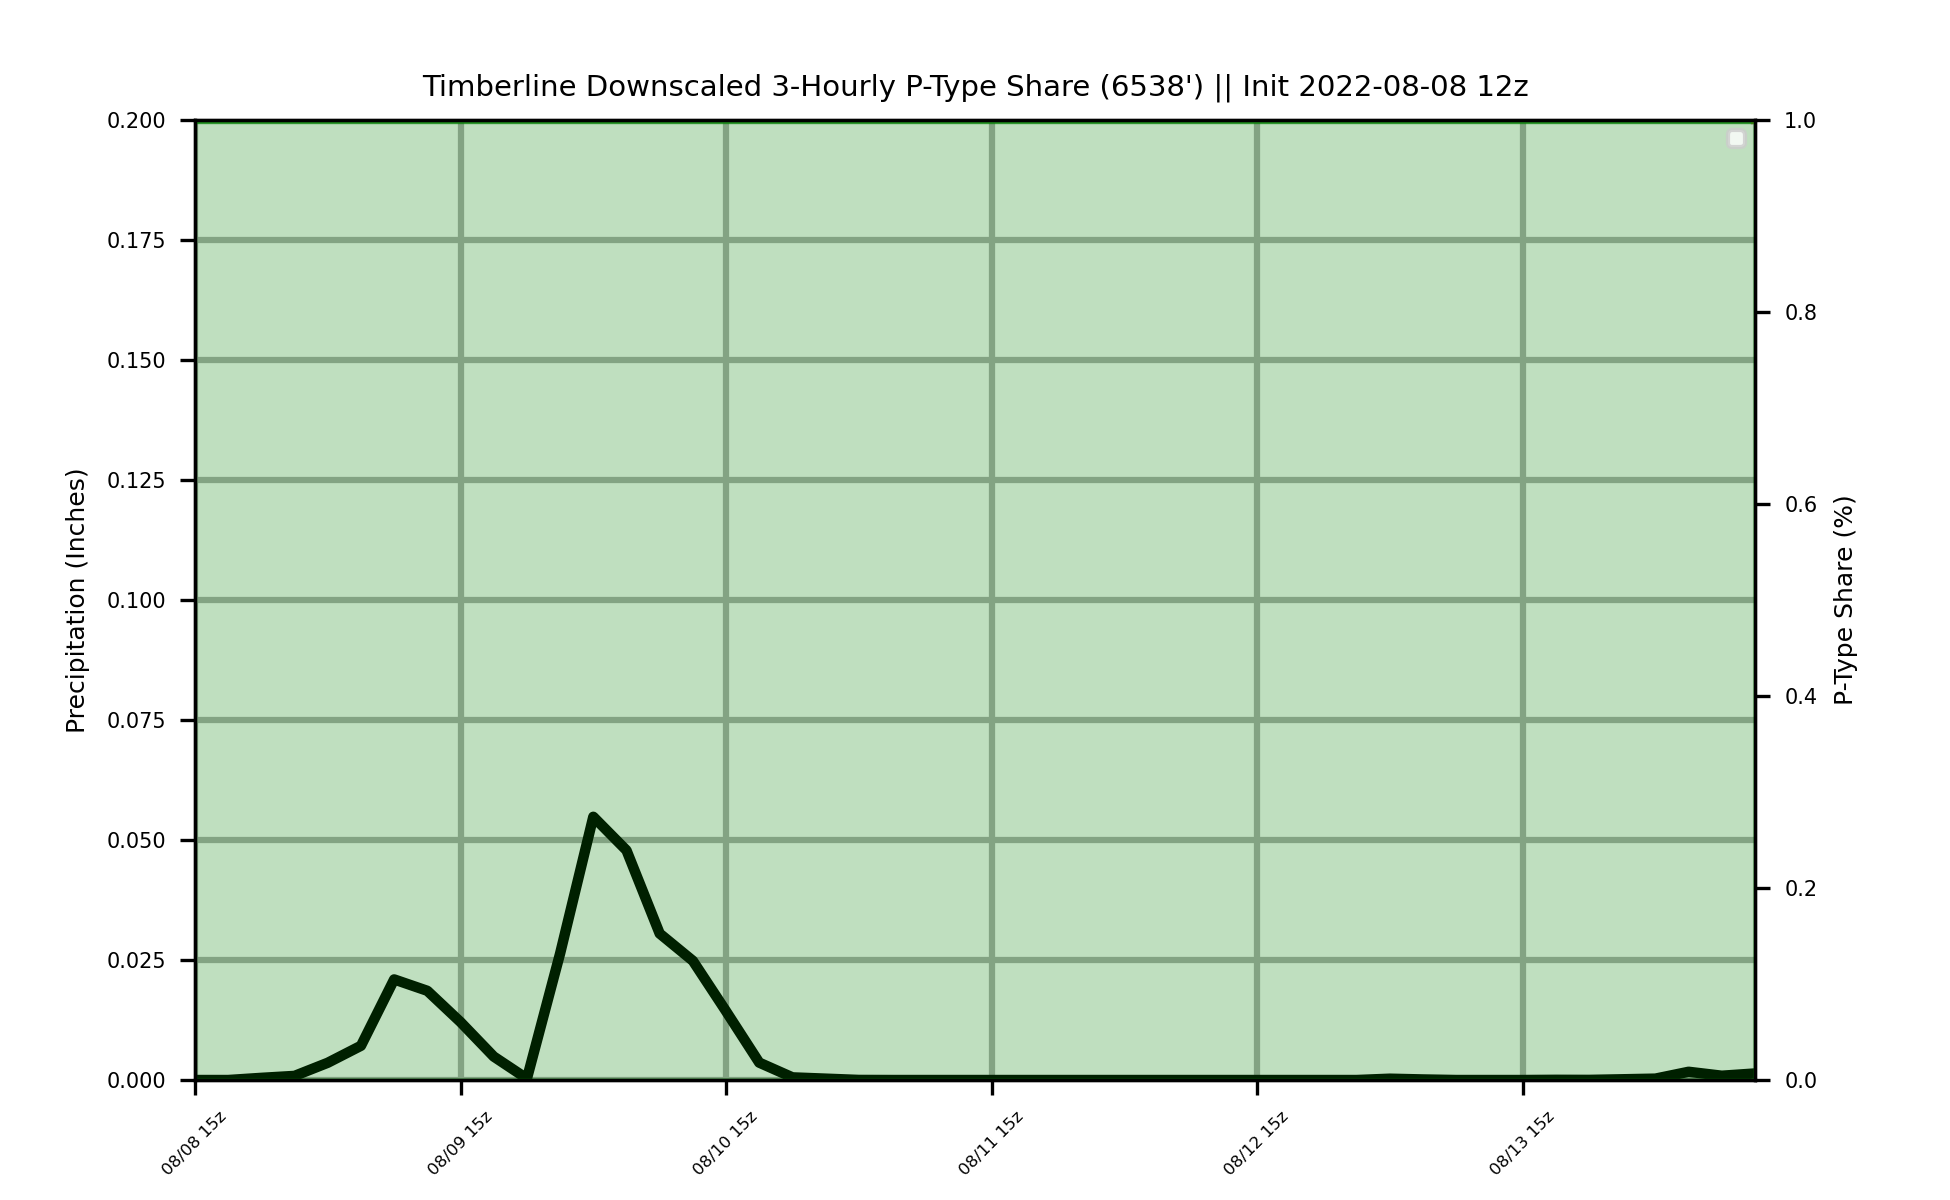 Timberline Downscaled 3-Hourly P-Type Share (6538') || Init 2022-08-08 12z
Precipitation (Inches)
0.200
0.175
0.150
0.125
0.100
0.075
0.050
0.025
0.000
1.0
0.8
0.6
0.4
0.2
0.0
P-Type Share (%)
08/08 15z
08/09 15z
08/10 15z
08/11 15z
08/12 15z
08/13 15z